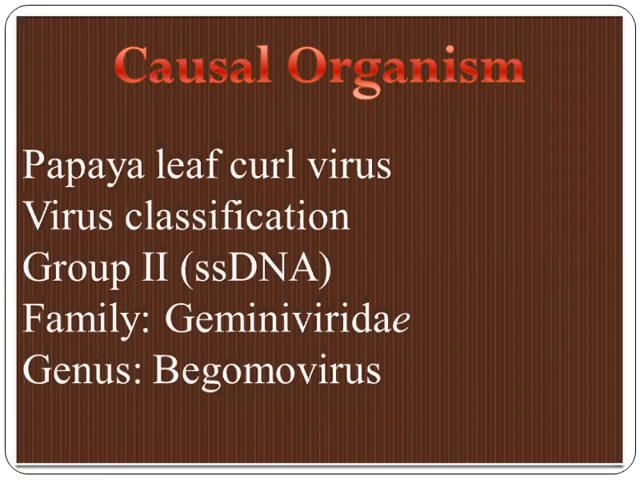 Causal Organism
Papaya leaf curl virus
Virus classification
Group II (ssDNA)
Family: Geminiviridae
Genus: Begomovirus